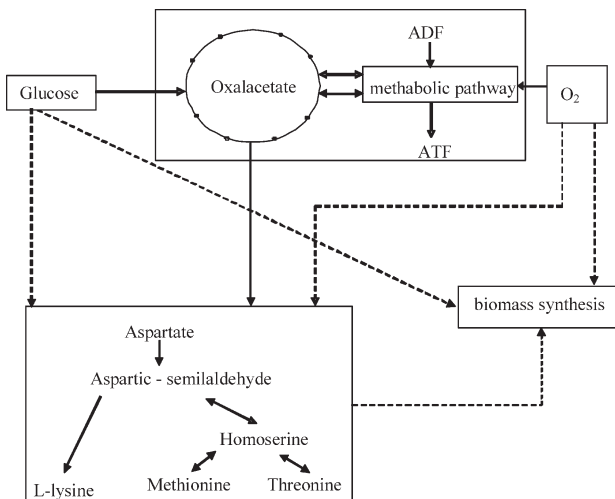 ADF
Glucose
Oxalacetate
methabolic pathway
O₂
ATF
biomass synthesis
Aspartate
Aspartic - semilaldehyde
Homoserine
L-lysine
Methionine
Threonine